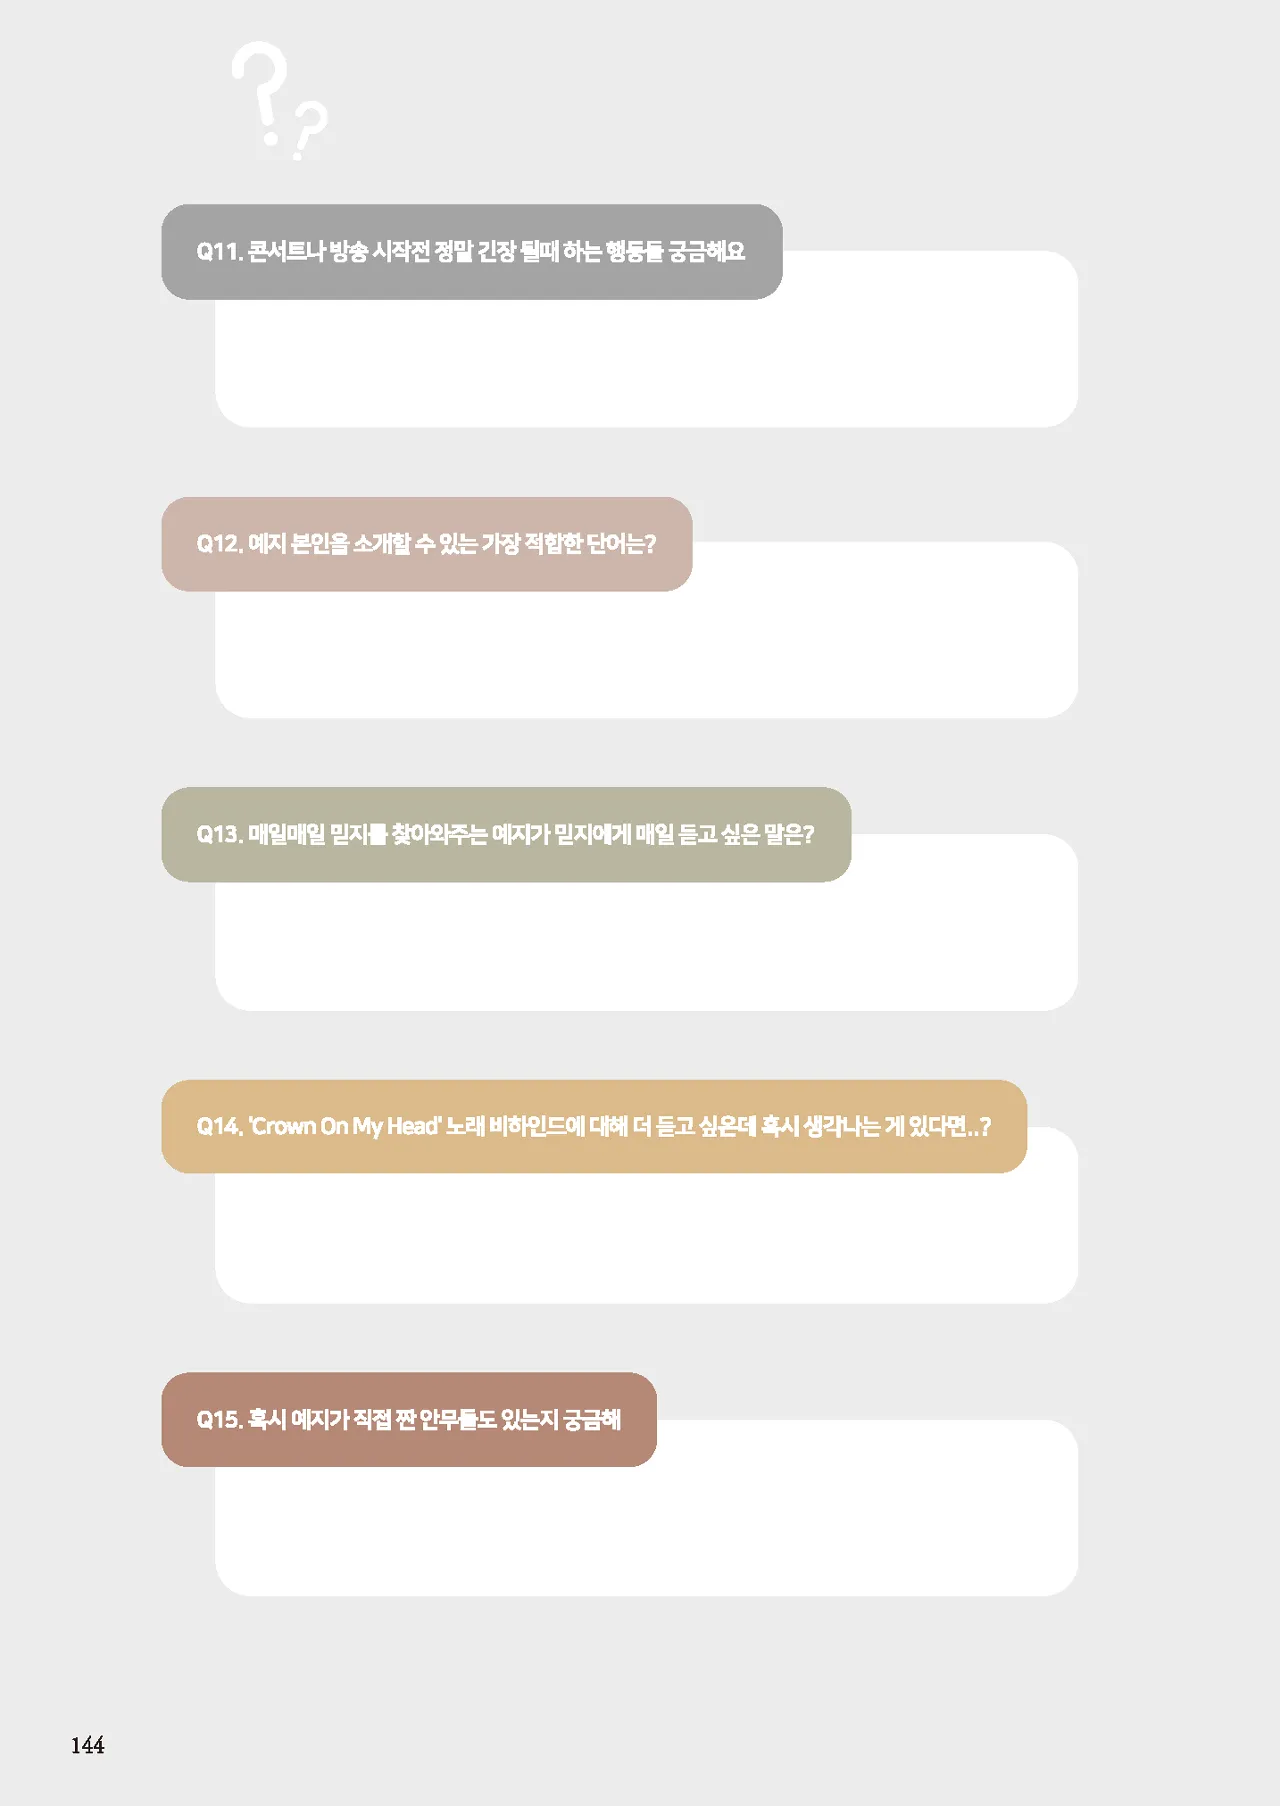 Q11. 콘서트나 방송 시작전 정말 긴장 될때 하는 행동들 궁금해요
Q12. 예지 본인을 소개할 수 있는 가장 적합한 단어는?
Q13. 매일매일 믿지를 찾아와주는 예지가 믿지에게 매일 듣고 싶은 말은?
Q14. 'Crown On My Head' 노래 비하인드에 대해 더 듣고 싶은데 혹시 생각나는 게 있다면..?
Q15. 혹시 예지가 직접 짠 안무들도 있는지 궁금해
144